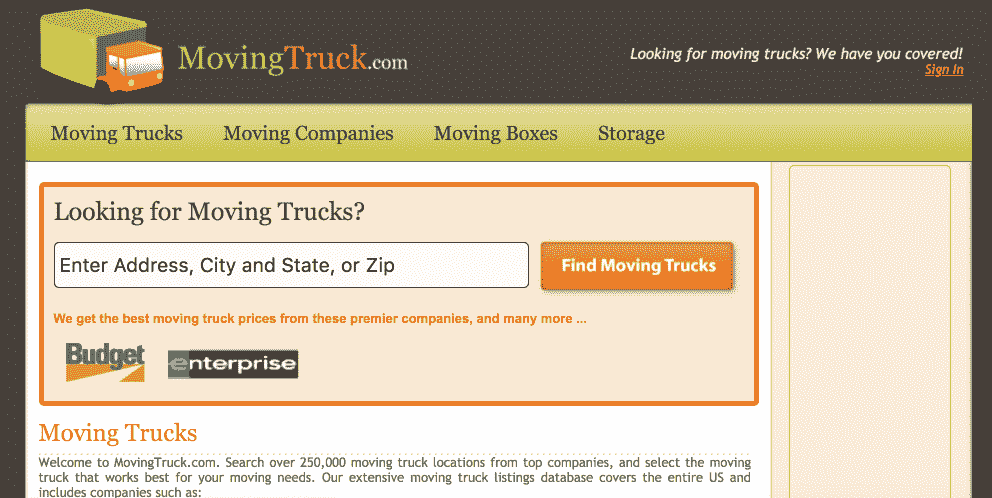 MovingTruck.com
Looking for moving trucks? We have you covered!
Sign In
Moving Trucks Moving Companies Moving Boxes Storage
Looking for Moving Trucks?
Enter Address, City and State, or Zip
Find Moving Trucks
We get the best moving truck prices from these premier companies, and many more ...
Budget enterprise
Moving Trucks
Welcome to MovingTruck.com. Search over 250,000 moving truck locations from top companies, and select the moving
truck that works best for your moving needs. Our extensive moving truck listings database covers the entire US and
includes companies such as: